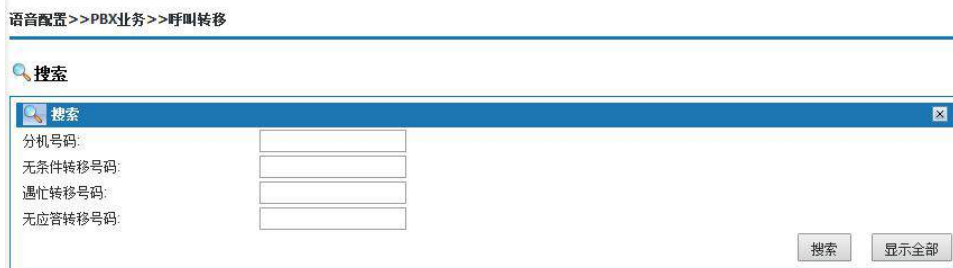 语音配置>>PBX业务>>呼叫转移
搜索
搜索
分机号码:
无条件转移号码:
遇忙转移号码:
无应答转移号码:
搜索 显示全部